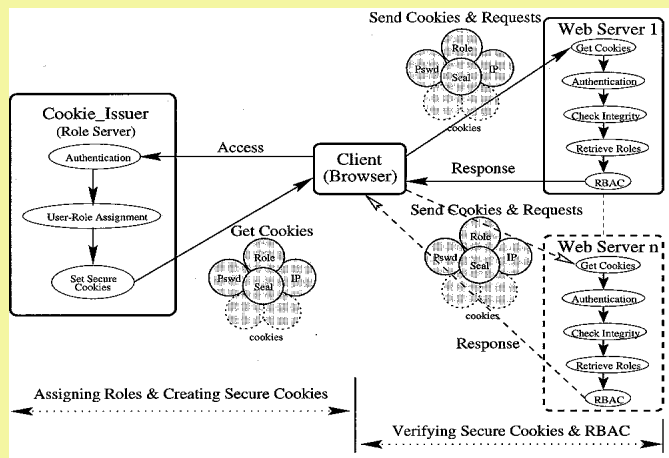 Cookie_Issuer
(Role Server)
Authentication
User-Role Assignment
Set Secure
Cookies
Access
Get Cookies
Role
Pswd
IP
Seal
cookies
Client
(Browser)
Send Cookies & Requests
Role
Pswd
IP
Seal
cookies
Response
Web Server 1
Get Cookies
Authentication
Check Integrity
Retrieve Roles
RBAC
Send Cookies & Requests
Role
Pswd
IP
Seal
cookies
Response
Web Server n
Get Cookies
Authentication
Check Integrity
Retrieve Roles
RBAC
Assigning Roles & Creating Secure Cookies
Verifying Secure Cookies & RBAC